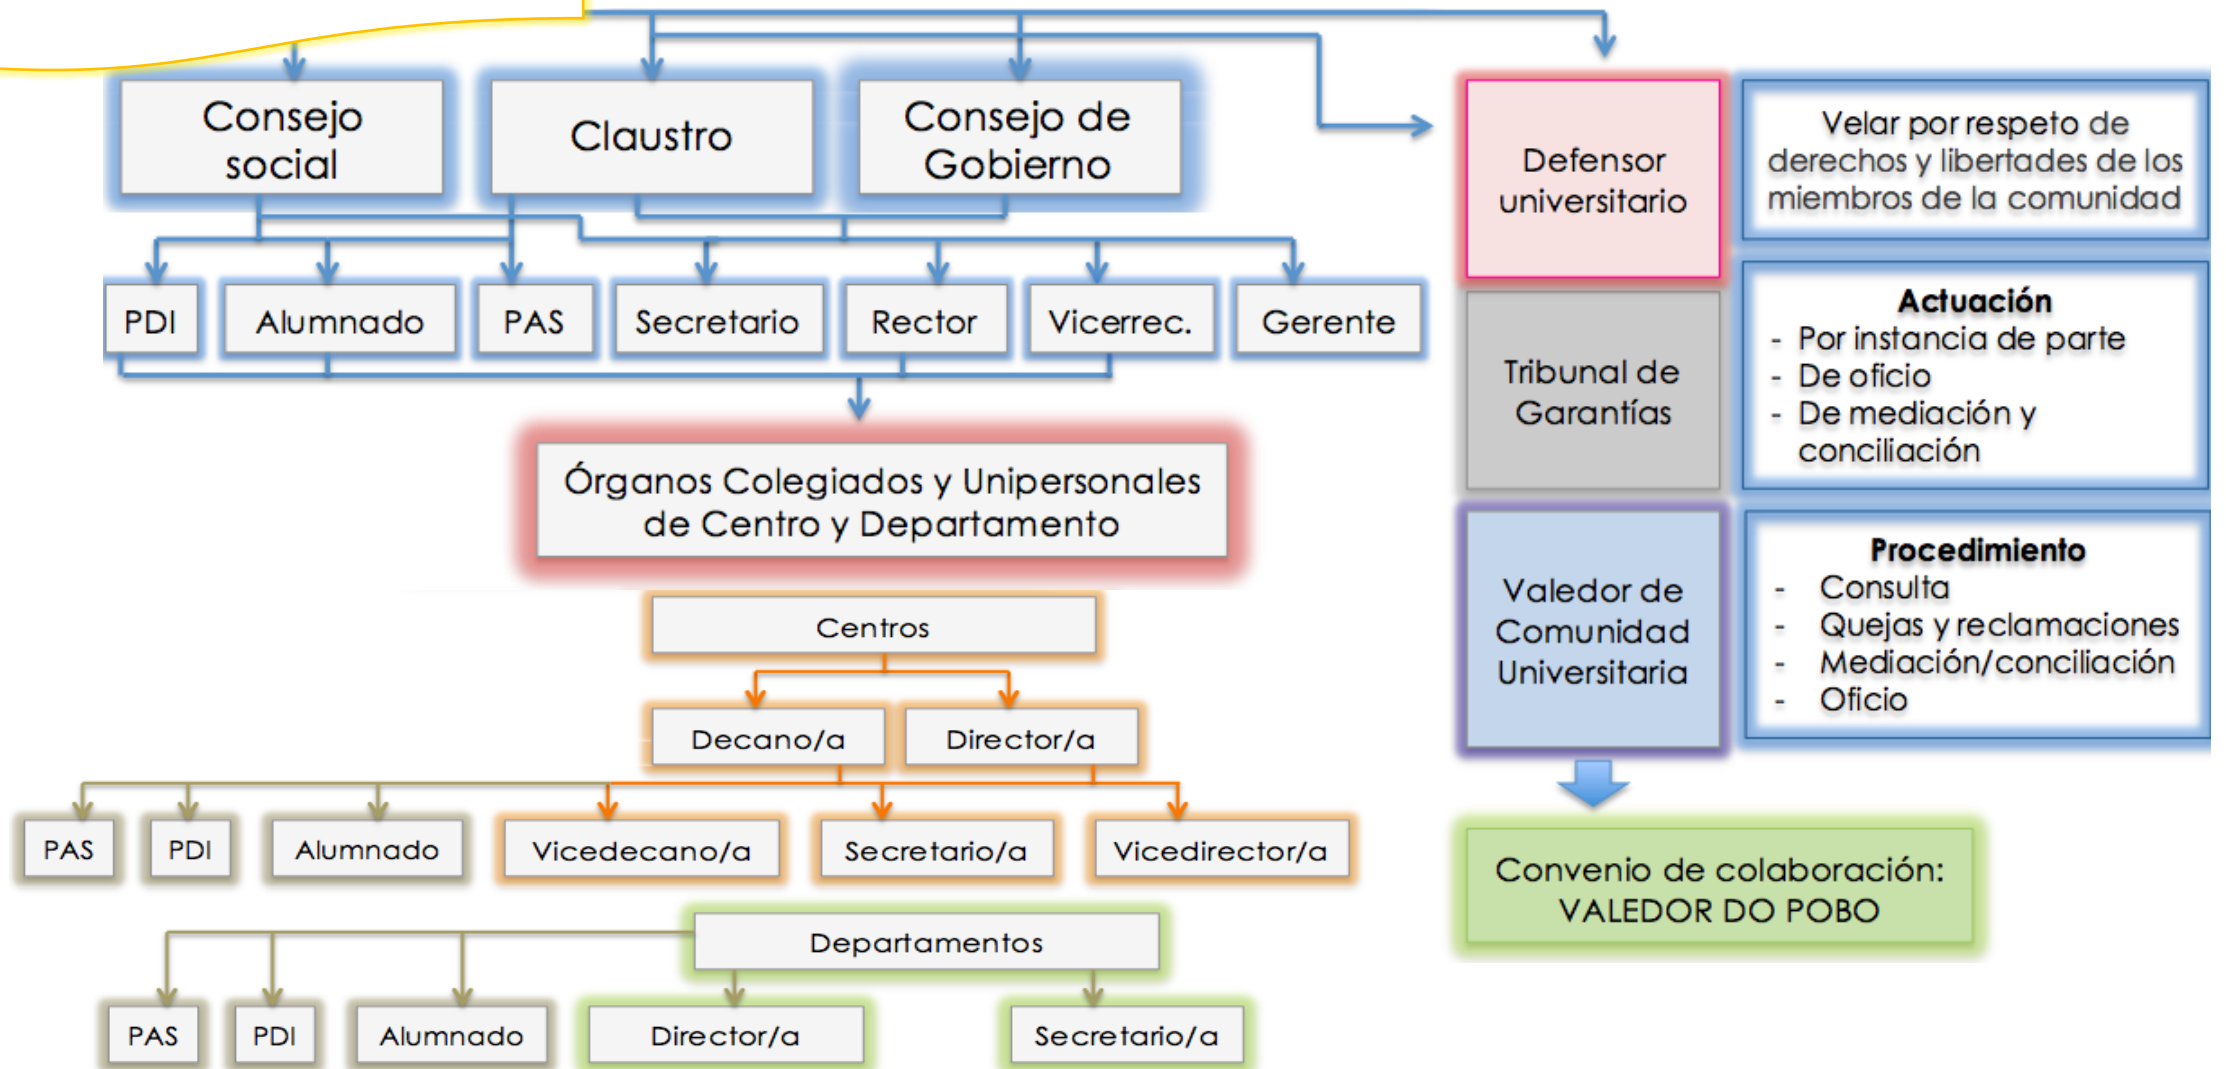 Consejo
social
Claustro
Consejo de
Gobierno
PDI
Alumnado
PAS
Secretario
Rector
Vicerrec.
Gerente
Órganos Colegiados y Unipersonales
de Centro y Departamento
Centros
Decano/a
Director/a
PAS
PDI
Alumnado
Vicedecano/a
Secretario/a
Vicedirector/a
Departamentos
PAS
PDI
Alumnado
Director/a
Secretario/a
Defensor
universitario
Tribunal de
Garantías
Valedor de
Comunidad
Universitaria
Velar por respeto de
derechos y libertades de los
miembros de la comunidad
Actuación
- Por instancia de parte
- De oficio
- De mediación y
conciliación
Procedimiento
- Consulta
- Quejas y reclamaciones
- Mediación/conciliación
- Oficio
Convenio de colaboración:
VALEDOR DO POBO